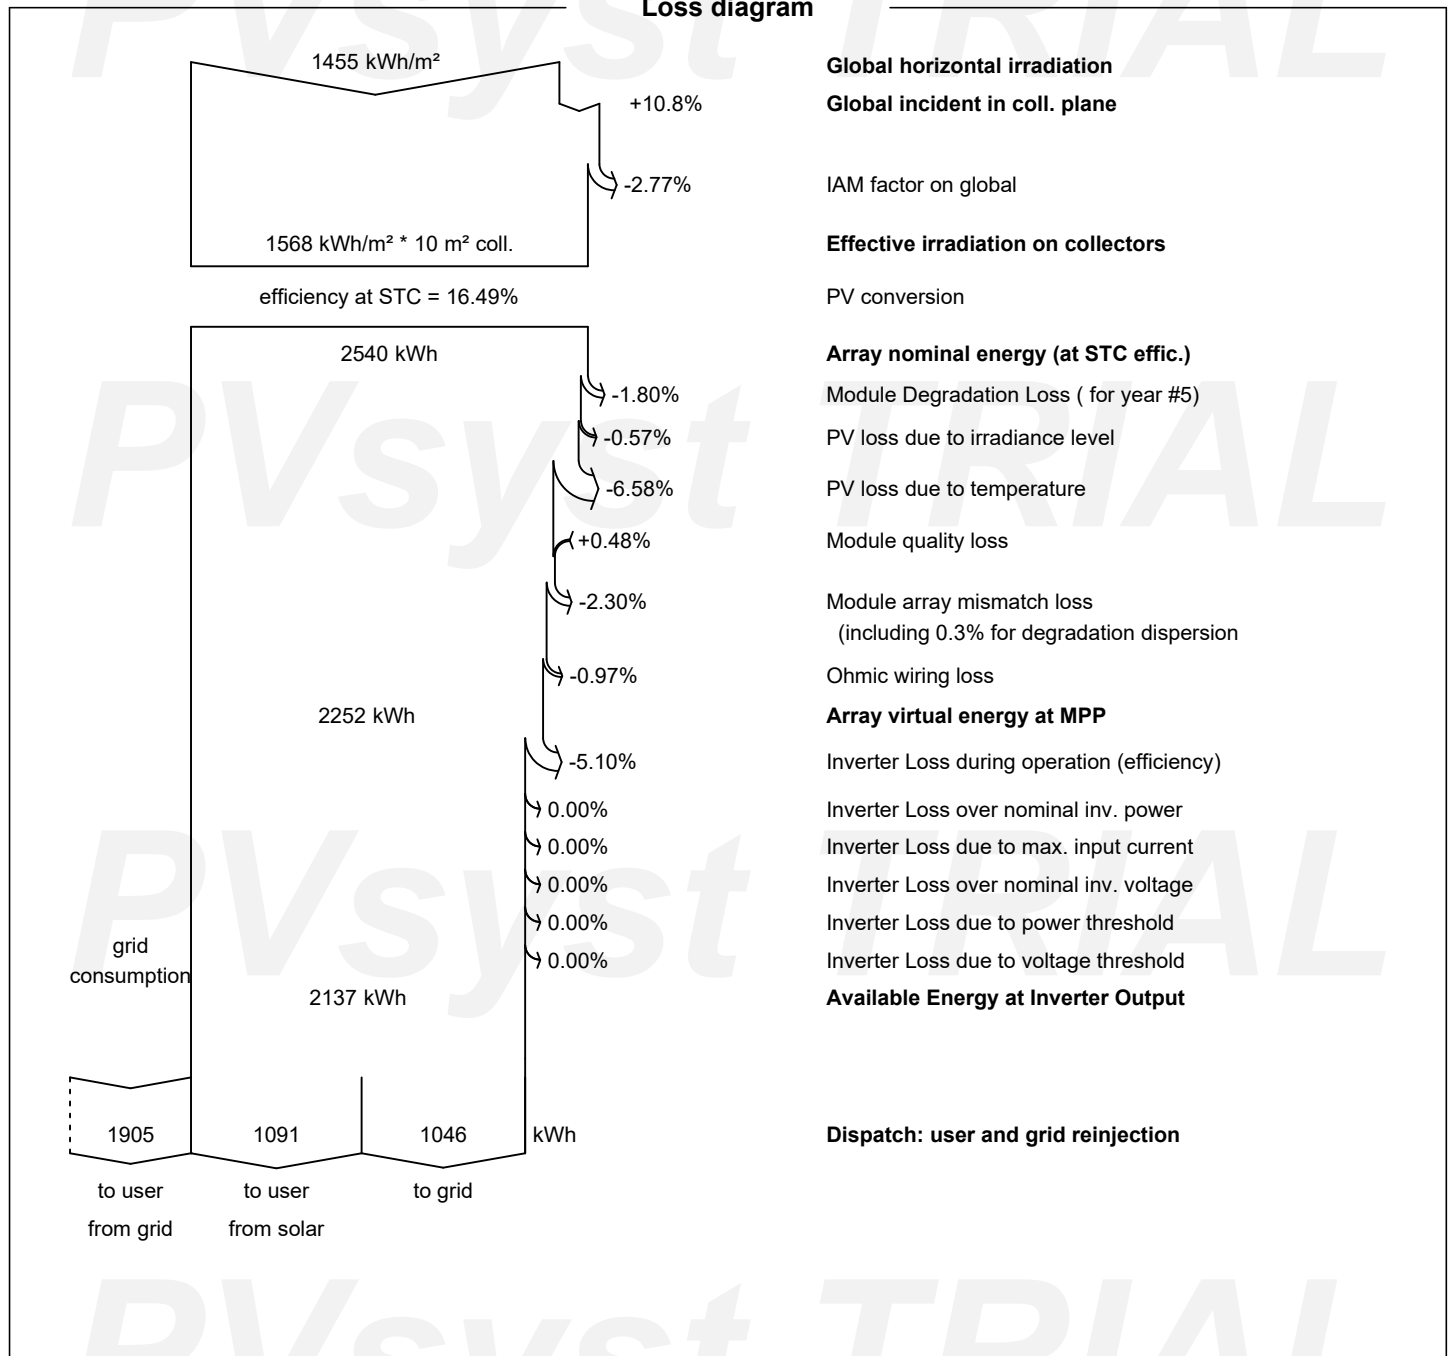 Loss diagram
PVsyst TRIAL
1455 kWh/m²
Global horizontal irradiation
+10.8%
Global incident in coll. plane
-2.77%
IAM factor on global
1568 kWh/m² * 10 m² coll.
Effective irradiation on collectors
efficiency at STC = 16.49%
PV conversion
2540 kWh
Array nominal energy (at STC effic.)
-1.80%
Module Degradation Loss ( for year #5)
-0.57%
PV loss due to irradiance level
PVsyst TRIAL
-6.58%
PV loss due to temperature
+0.48%
Module quality loss
-2.30%
Module array mismatch loss
(including 0.3% for degradation dispersion
-0.97%
Ohmic wiring loss
2252 kWh
Array virtual energy at MPP
-5.10%
Inverter Loss during operation (efficiency)
0.00%
Inverter Loss over nominal inv. power
0.00%
Inverter Loss due to max. input current
0.00%
Inverter Loss over nominal inv. voltage
PVsyst TRIAL
0.00%
Inverter Loss due to power threshold
grid
consumption
0.00%
Inverter Loss due to voltage threshold
2137 kWh
Available Energy at Inverter Output
1905
1091
1046
kWh
Dispatch: user and grid reinjection
to user
from grid
to user
from solar
to grid
PVsyst TRIAL